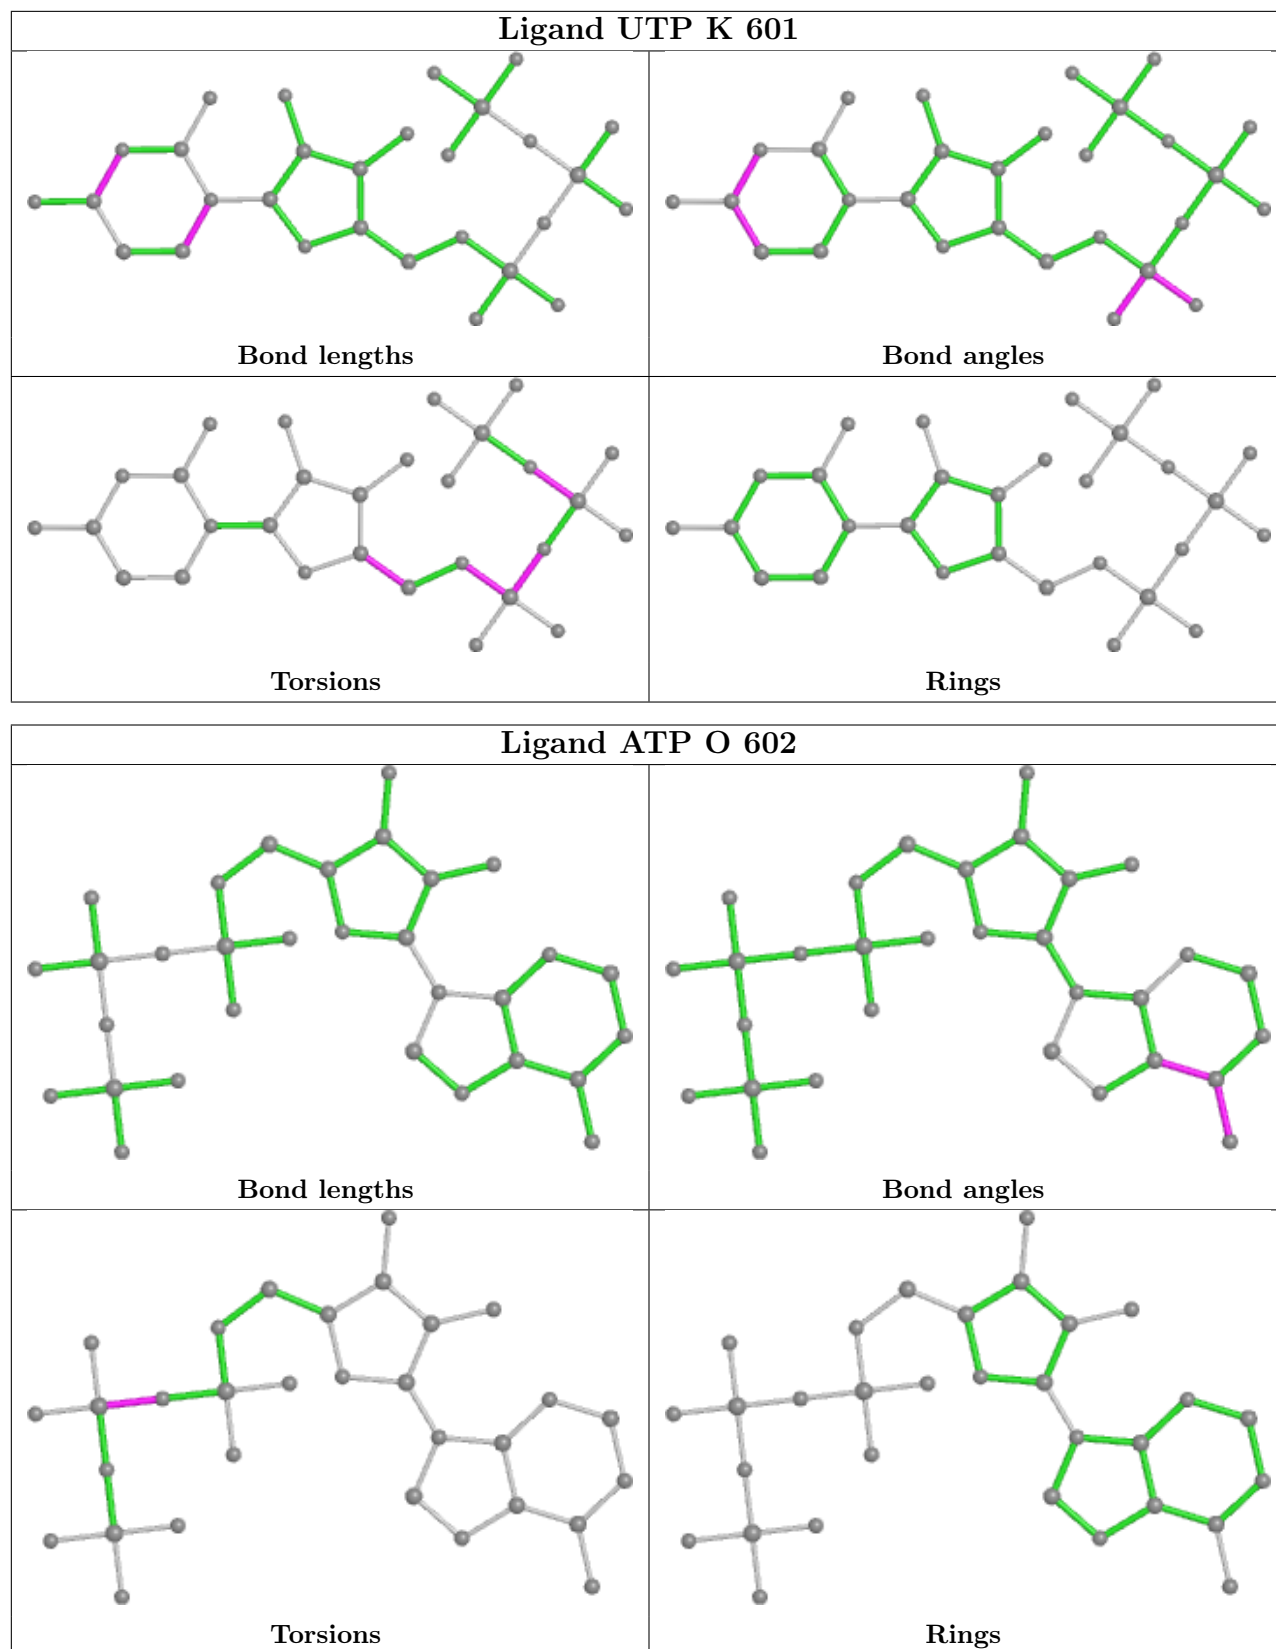 Ligand UTP K 601
Bond lengths
Bond angles
Torsions
Rings
Ligand ATP O 602
Bond lengths
Bond angles
Torsions
Rings